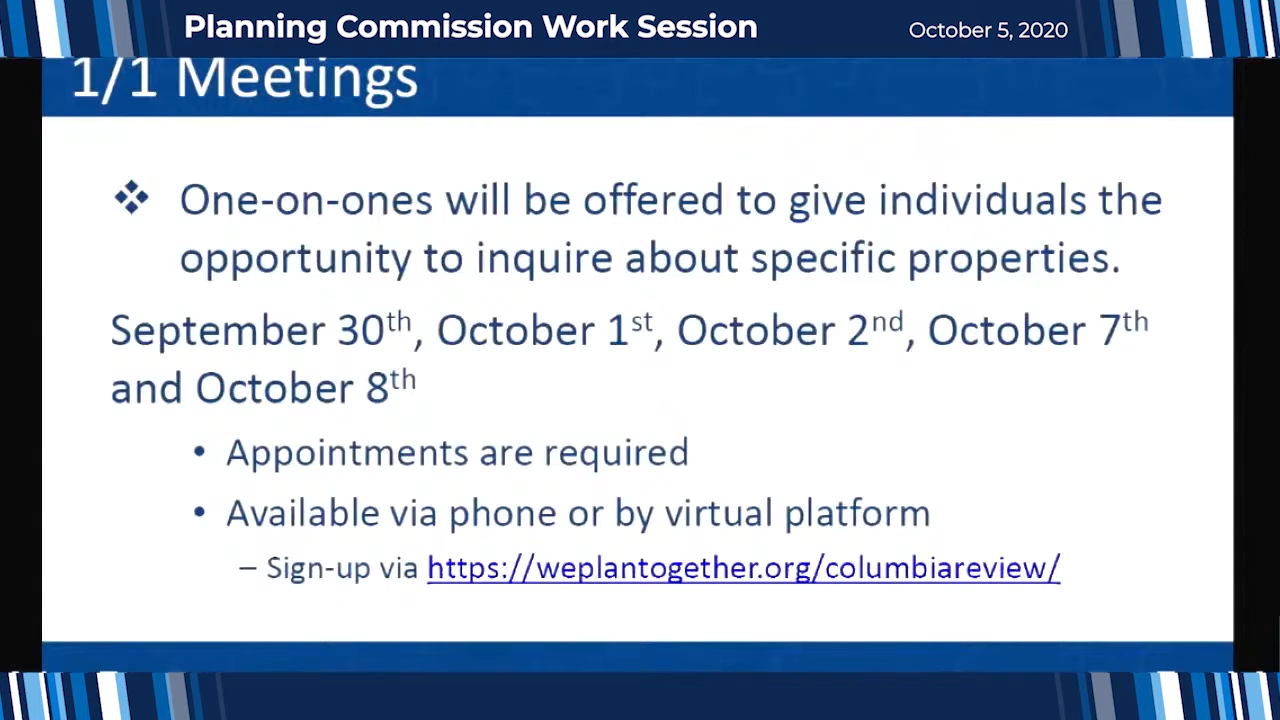 Planning Commission Work Session
October 5, 2020
1/1 Meetings
❖ One-on-ones will be offered to give individuals the
opportunity to inquire about specific properties.
September 30th, October 1st, October 2nd, October 7th
and October 8th
• Appointments are required
• Available via phone or by virtual platform
– Sign-up via https://weplantogether.org/columbiareview/